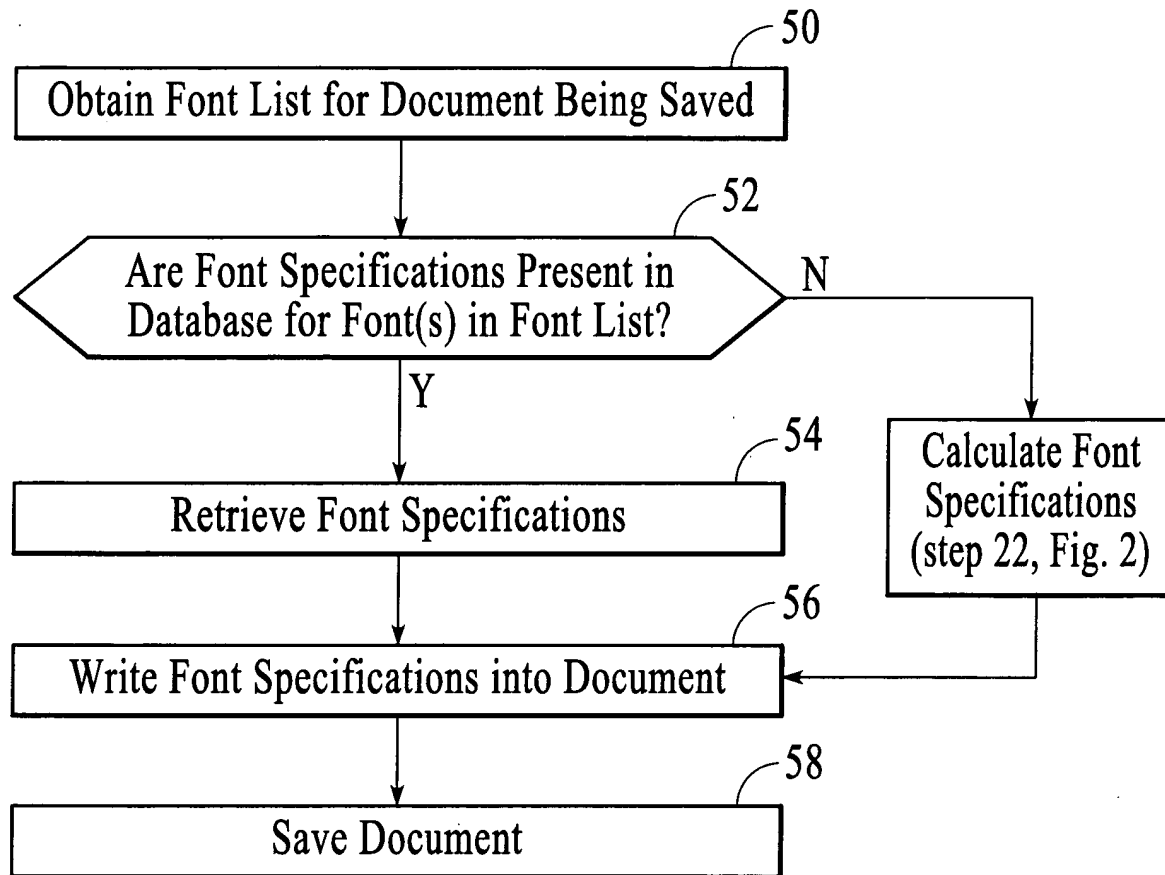 50
Obtain Font List for Document Being Saved
52
Are Font Specifications Present in
Database for Font(s) in Font List?
N
Y
54
Retrieve Font Specifications
Calculate Font
Specifications
(step 22, Fig. 2)
56
Write Font Specifications into Document
58
Save Document